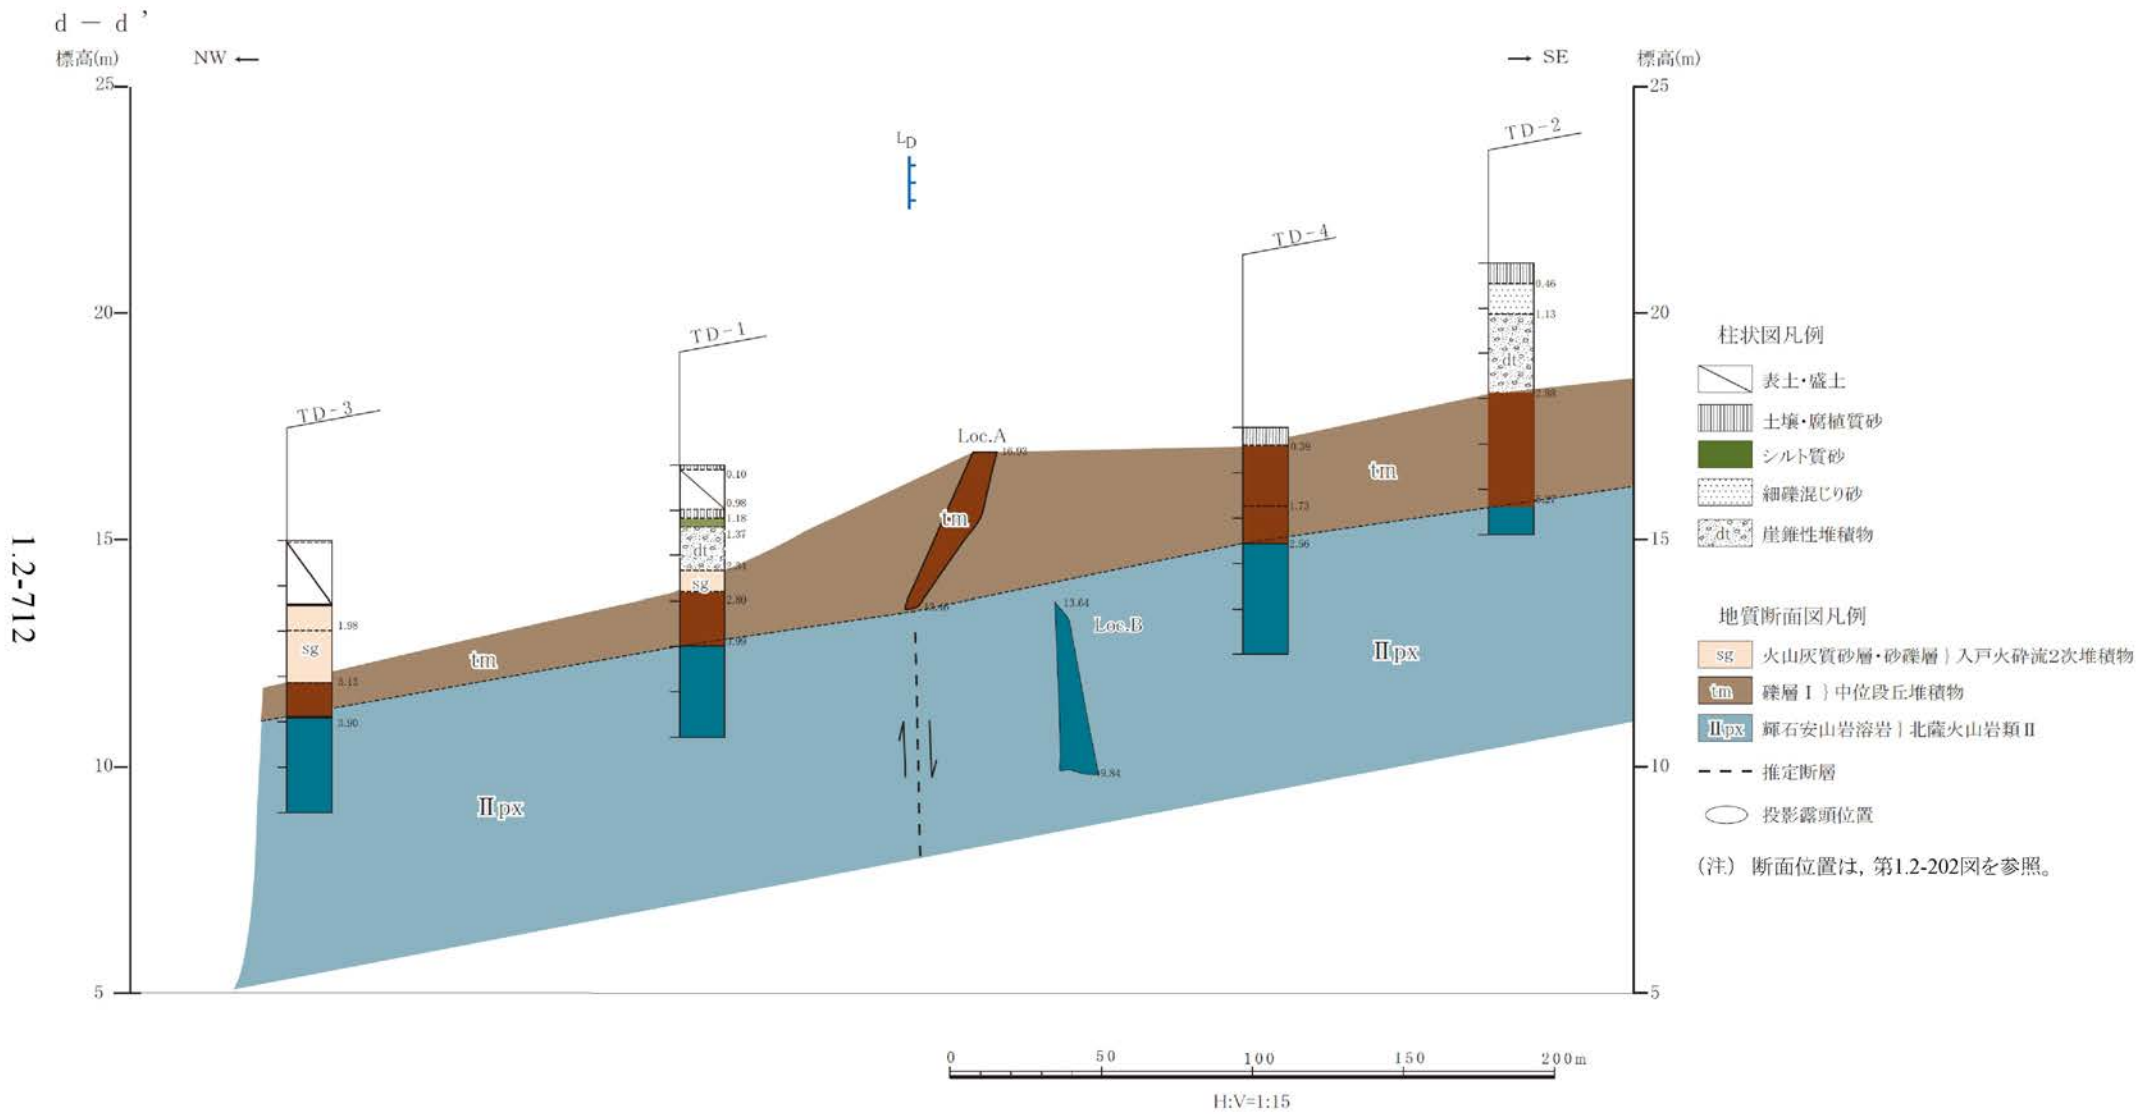 d — d’
標高(m)
NW ←
→ SE
標高(m)
25
25
20
20
15
15
10
10
5
5
LD
TD-3
1.98
sg
3.13
3.90
TD-1
0.10
0.98
1.18
1.37
dt
2.31
sg
2.80
3.99
Loc.A
16.93
tm
13.64
Loc.B
9.84
TD-4
0.38
1.73
2.56
TD-2
0.46
1.13
dt
2.88
tm
tm
Ⅱpx
Ⅱpx
柱状図凡例
表土・盛土
土壌・腐植質砂
シルト質砂
細礫混じり砂
dt 崖錐性堆積物
地質断面図凡例
sg 火山灰質砂層・砂礫層 } 入戸火砕流2次堆積物
tm 礫層Ⅰ } 中位段丘堆積物
Ⅱpx 輝石安山岩溶岩 } 北薩火山岩類Ⅱ
推定断層
投影露頭位置
(注) 断面位置は, 第1.2-202図を参照。
0 50 100 150 200m
H:V=1:15
1.2-712